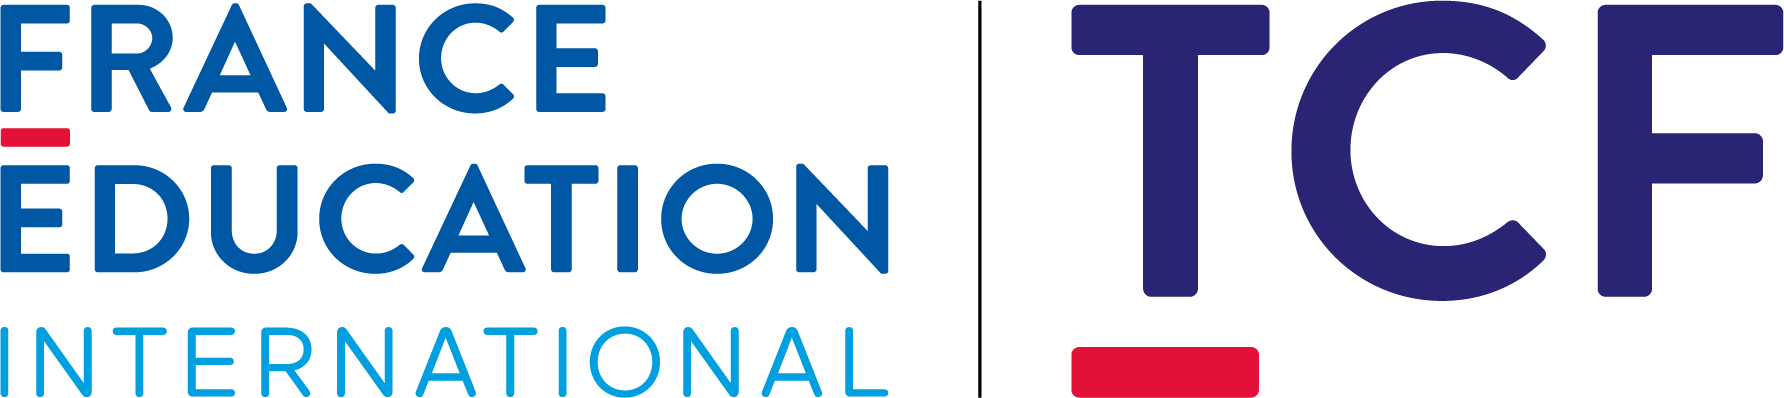 FRANCE
ÉDUCATION
INTERNATIONAL
TCF